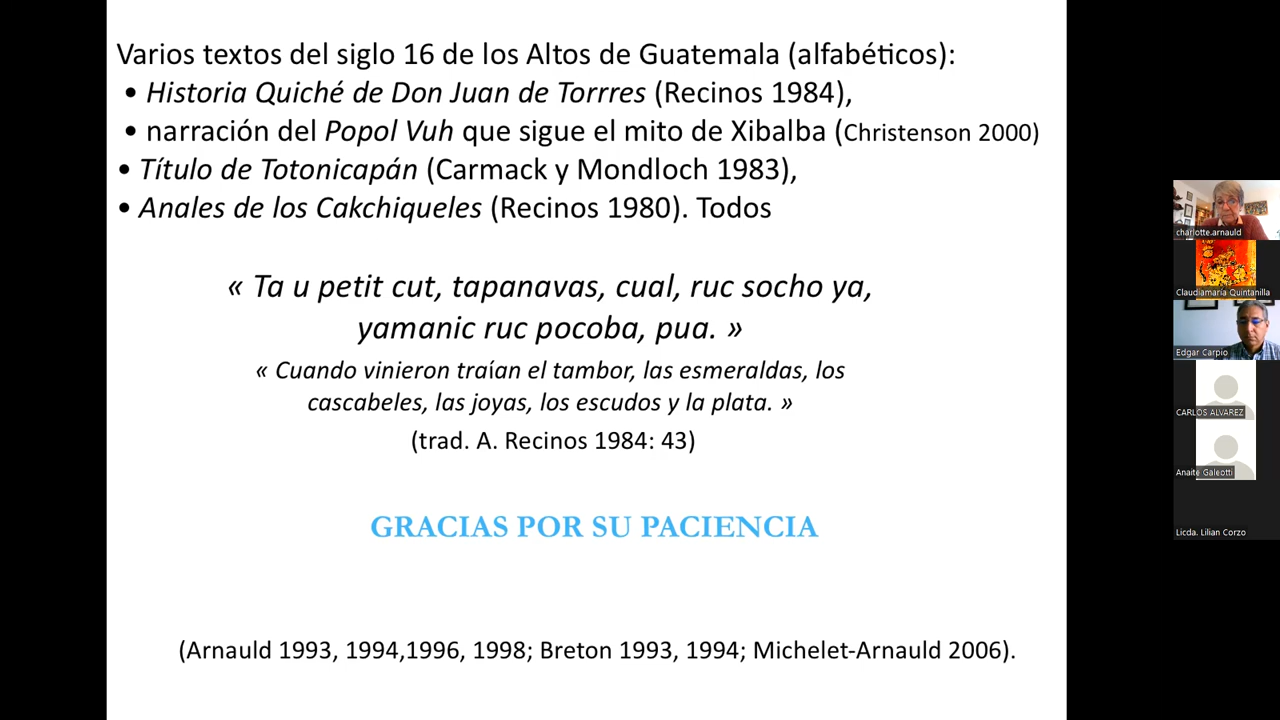 Varios textos del siglo 16 de los Altos de Guatemala (alfabéticos):
• Historia Quiché de Don Juan de Torrres (Recinos 1984),
• narración del Popol Vuh que sigue el mito de Xibalba (Christenson 2000)
• Título de Totonicapán (Carmack y Mondloch 1983),
• Anales de los Cakchiqueles (Recinos 1980). Todos
« Ta u petit cut, tapanavas, cual, ruc socho ya,
yamanic ruc pocoba, pua. »
« Cuando vinieron traían el tambor, las esmeraldas, los
cascabeles, las joyas, los escudos y la plata. »
(trad. A. Recinos 1984: 43)
GRACIAS POR SU PACIENCIA
(Arnauld 1993, 1994,1996, 1998; Breton 1993, 1994; Michelet-Arnauld 2006).
charlotte.arnauld
Claudiamaría Quintanilla
Edgar Carpio
CARLOS ALVAREZ
Anaité Galeotti
Licda. Lilian Corzo